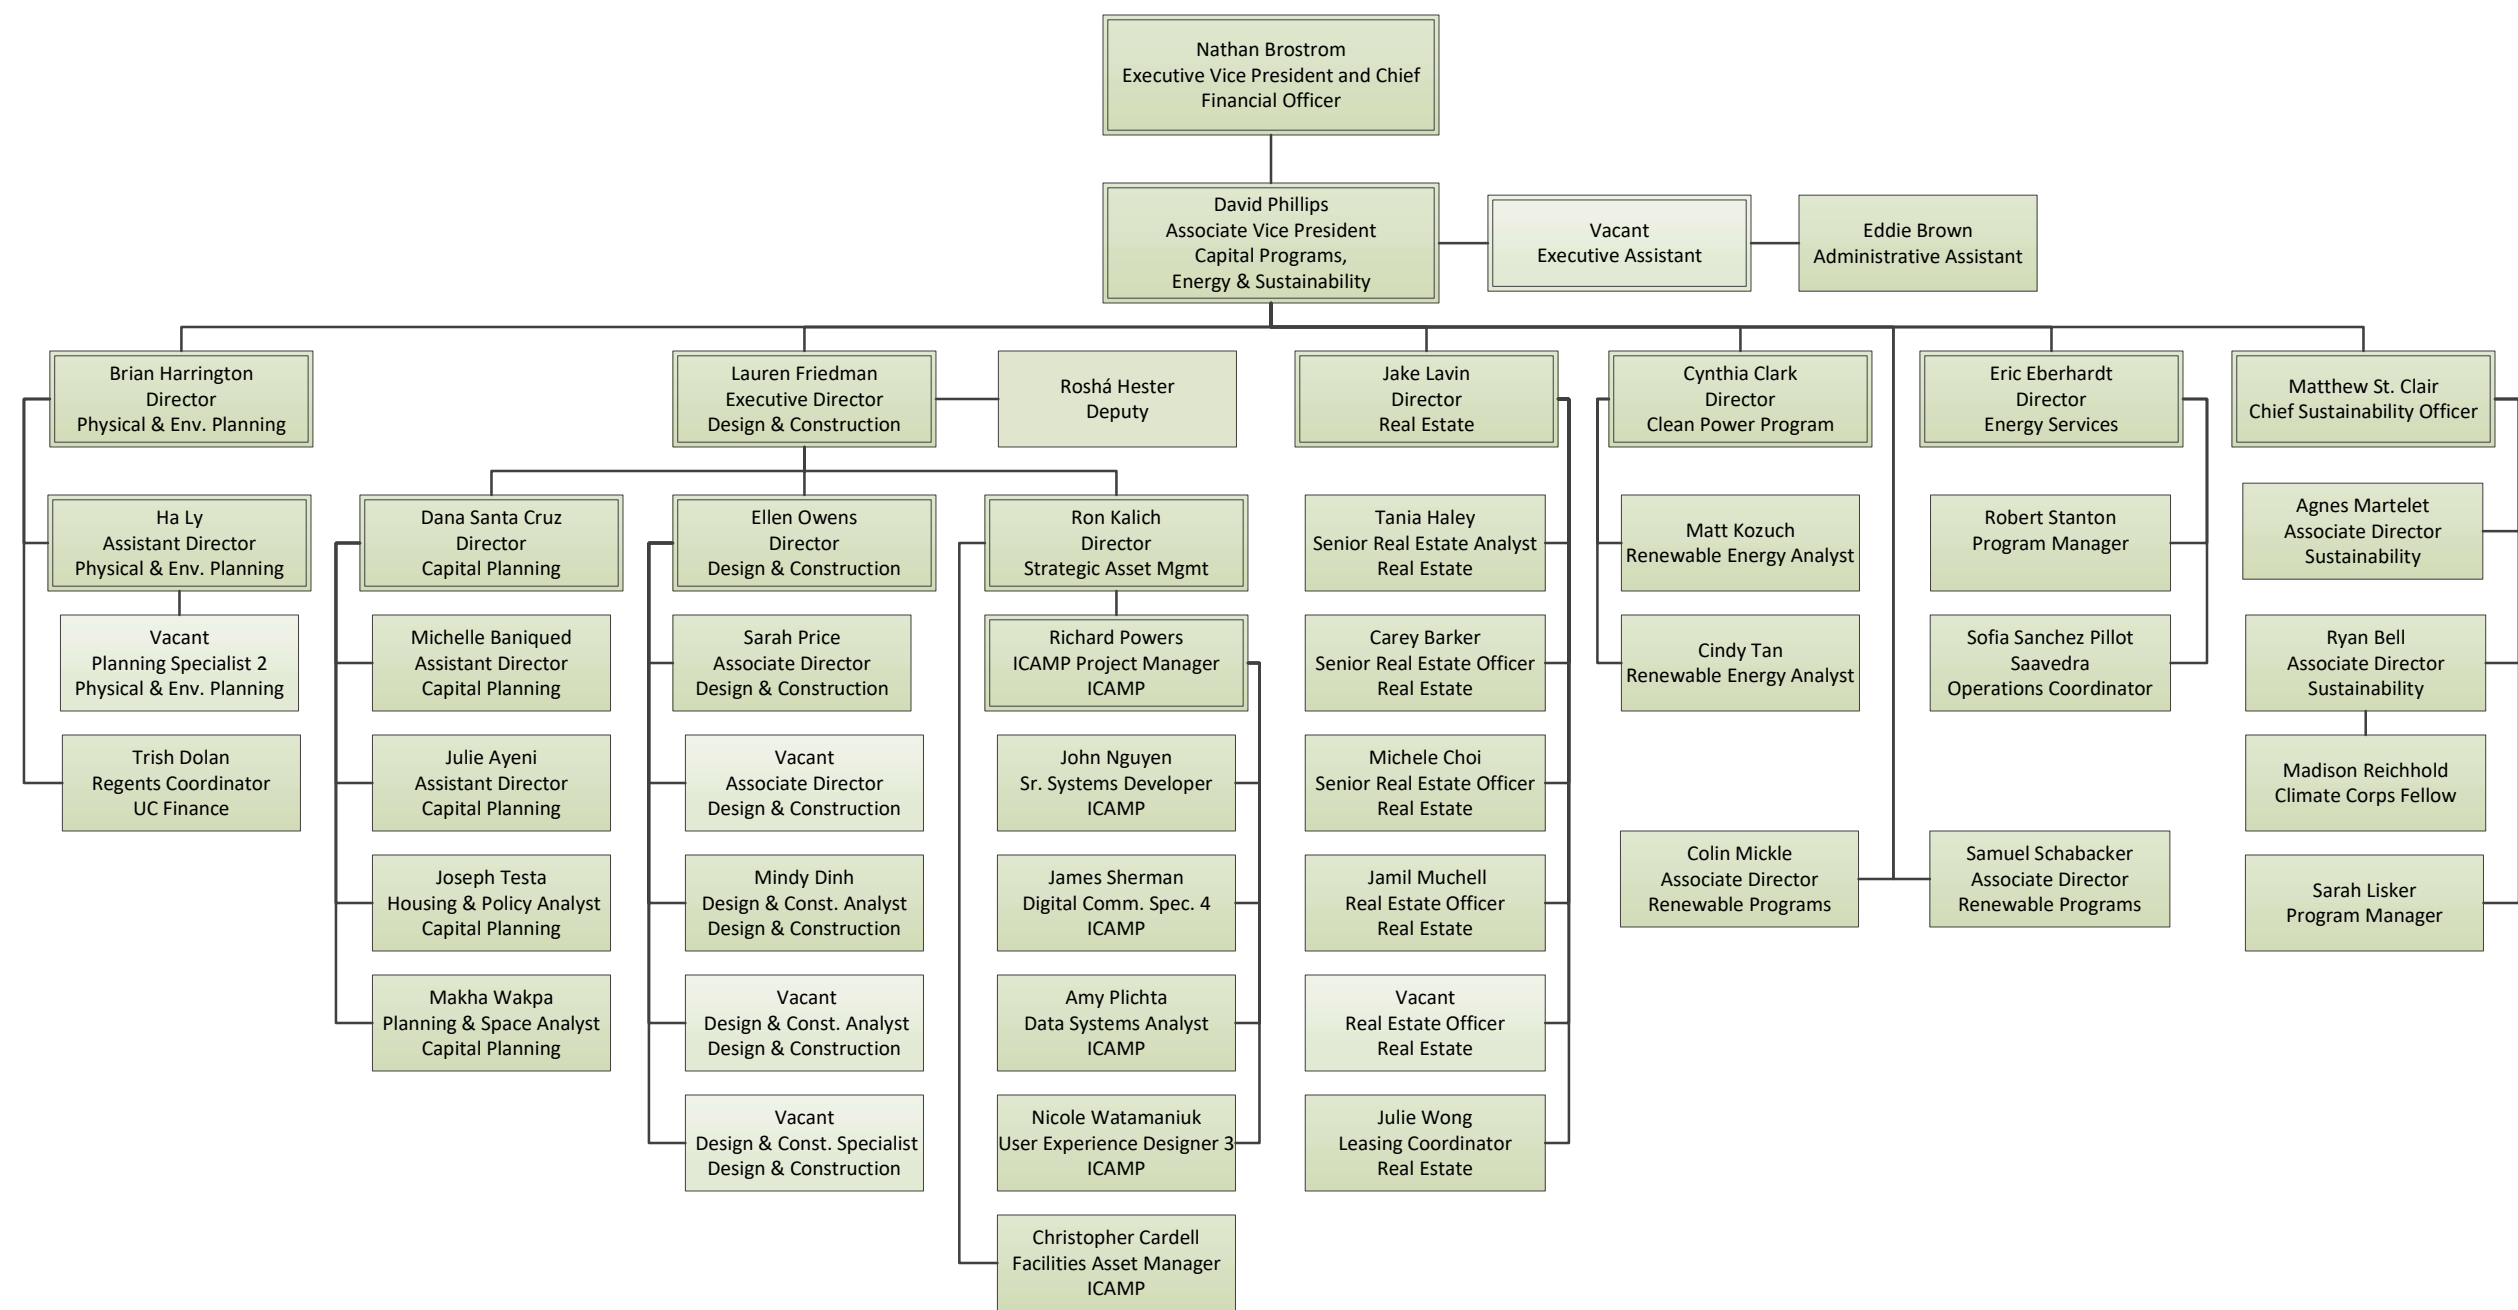 Nathan Brostrom
Executive Vice President and Chief
Financial Officer
David Phillips
Associate Vice President
Capital Programs,
Energy & Sustainability
Vacant
Executive Assistant
Eddie Brown
Administrative Assistant
Brian Harrington
Director
Physical & Env. Planning
Lauren Friedman
Executive Director
Design & Construction
Roshá Hester
Deputy
Jake Lavin
Director
Real Estate
Cynthia Clark
Director
Clean Power Program
Eric Eberhardt
Director
Energy Services
Matthew St. Clair
Chief Sustainability Officer
Ha Ly
Assistant Director
Physical & Env. Planning
Vacant
Planning Specialist 2
Physical & Env. Planning
Trish Dolan
Regents Coordinator
UC Finance
Dana Santa Cruz
Director
Capital Planning
Michelle Baniqued
Assistant Director
Capital Planning
Julie Ayeni
Assistant Director
Capital Planning
Joseph Testa
Housing & Policy Analyst
Capital Planning
Makha Wakpa
Planning & Space Analyst
Capital Planning
Ellen Owens
Director
Design & Construction
Sarah Price
Associate Director
Design & Construction
Vacant
Associate Director
Design & Construction
Mindy Dinh
Design & Const. Analyst
Design & Construction
Vacant
Design & Const. Analyst
Design & Construction
Vacant
Design & Const. Specialist
Design & Construction
Ron Kalich
Director
Strategic Asset Mgmt
Richard Powers
ICAMP Project Manager
ICAMP
John Nguyen
Sr. Systems Developer
ICAMP
James Sherman
Digital Comm. Spec. 4
ICAMP
Amy Plichta
Data Systems Analyst
ICAMP
Nicole Watamaniuk
User Experience Designer 3
ICAMP
Christopher Cardell
Facilities Asset Manager
ICAMP
Tania Haley
Senior Real Estate Analyst
Real Estate
Carey Barker
Senior Real Estate Officer
Real Estate
Michele Choi
Senior Real Estate Officer
Real Estate
Jamil Muchell
Real Estate Officer
Real Estate
Vacant
Real Estate Officer
Real Estate
Julie Wong
Leasing Coordinator
Real Estate
Matt Kozuch
Renewable Energy Analyst
Cindy Tan
Renewable Energy Analyst
Colin Mickle
Associate Director
Renewable Programs
Robert Stanton
Program Manager
Sofia Sanchez Pillot
Saavedra
Operations Coordinator
Samuel Schabacker
Associate Director
Renewable Programs
Agnes Martelet
Associate Director
Sustainability
Ryan Bell
Associate Director
Sustainability
Madison Reichhold
Climate Corps Fellow
Sarah Lisker
Program Manager